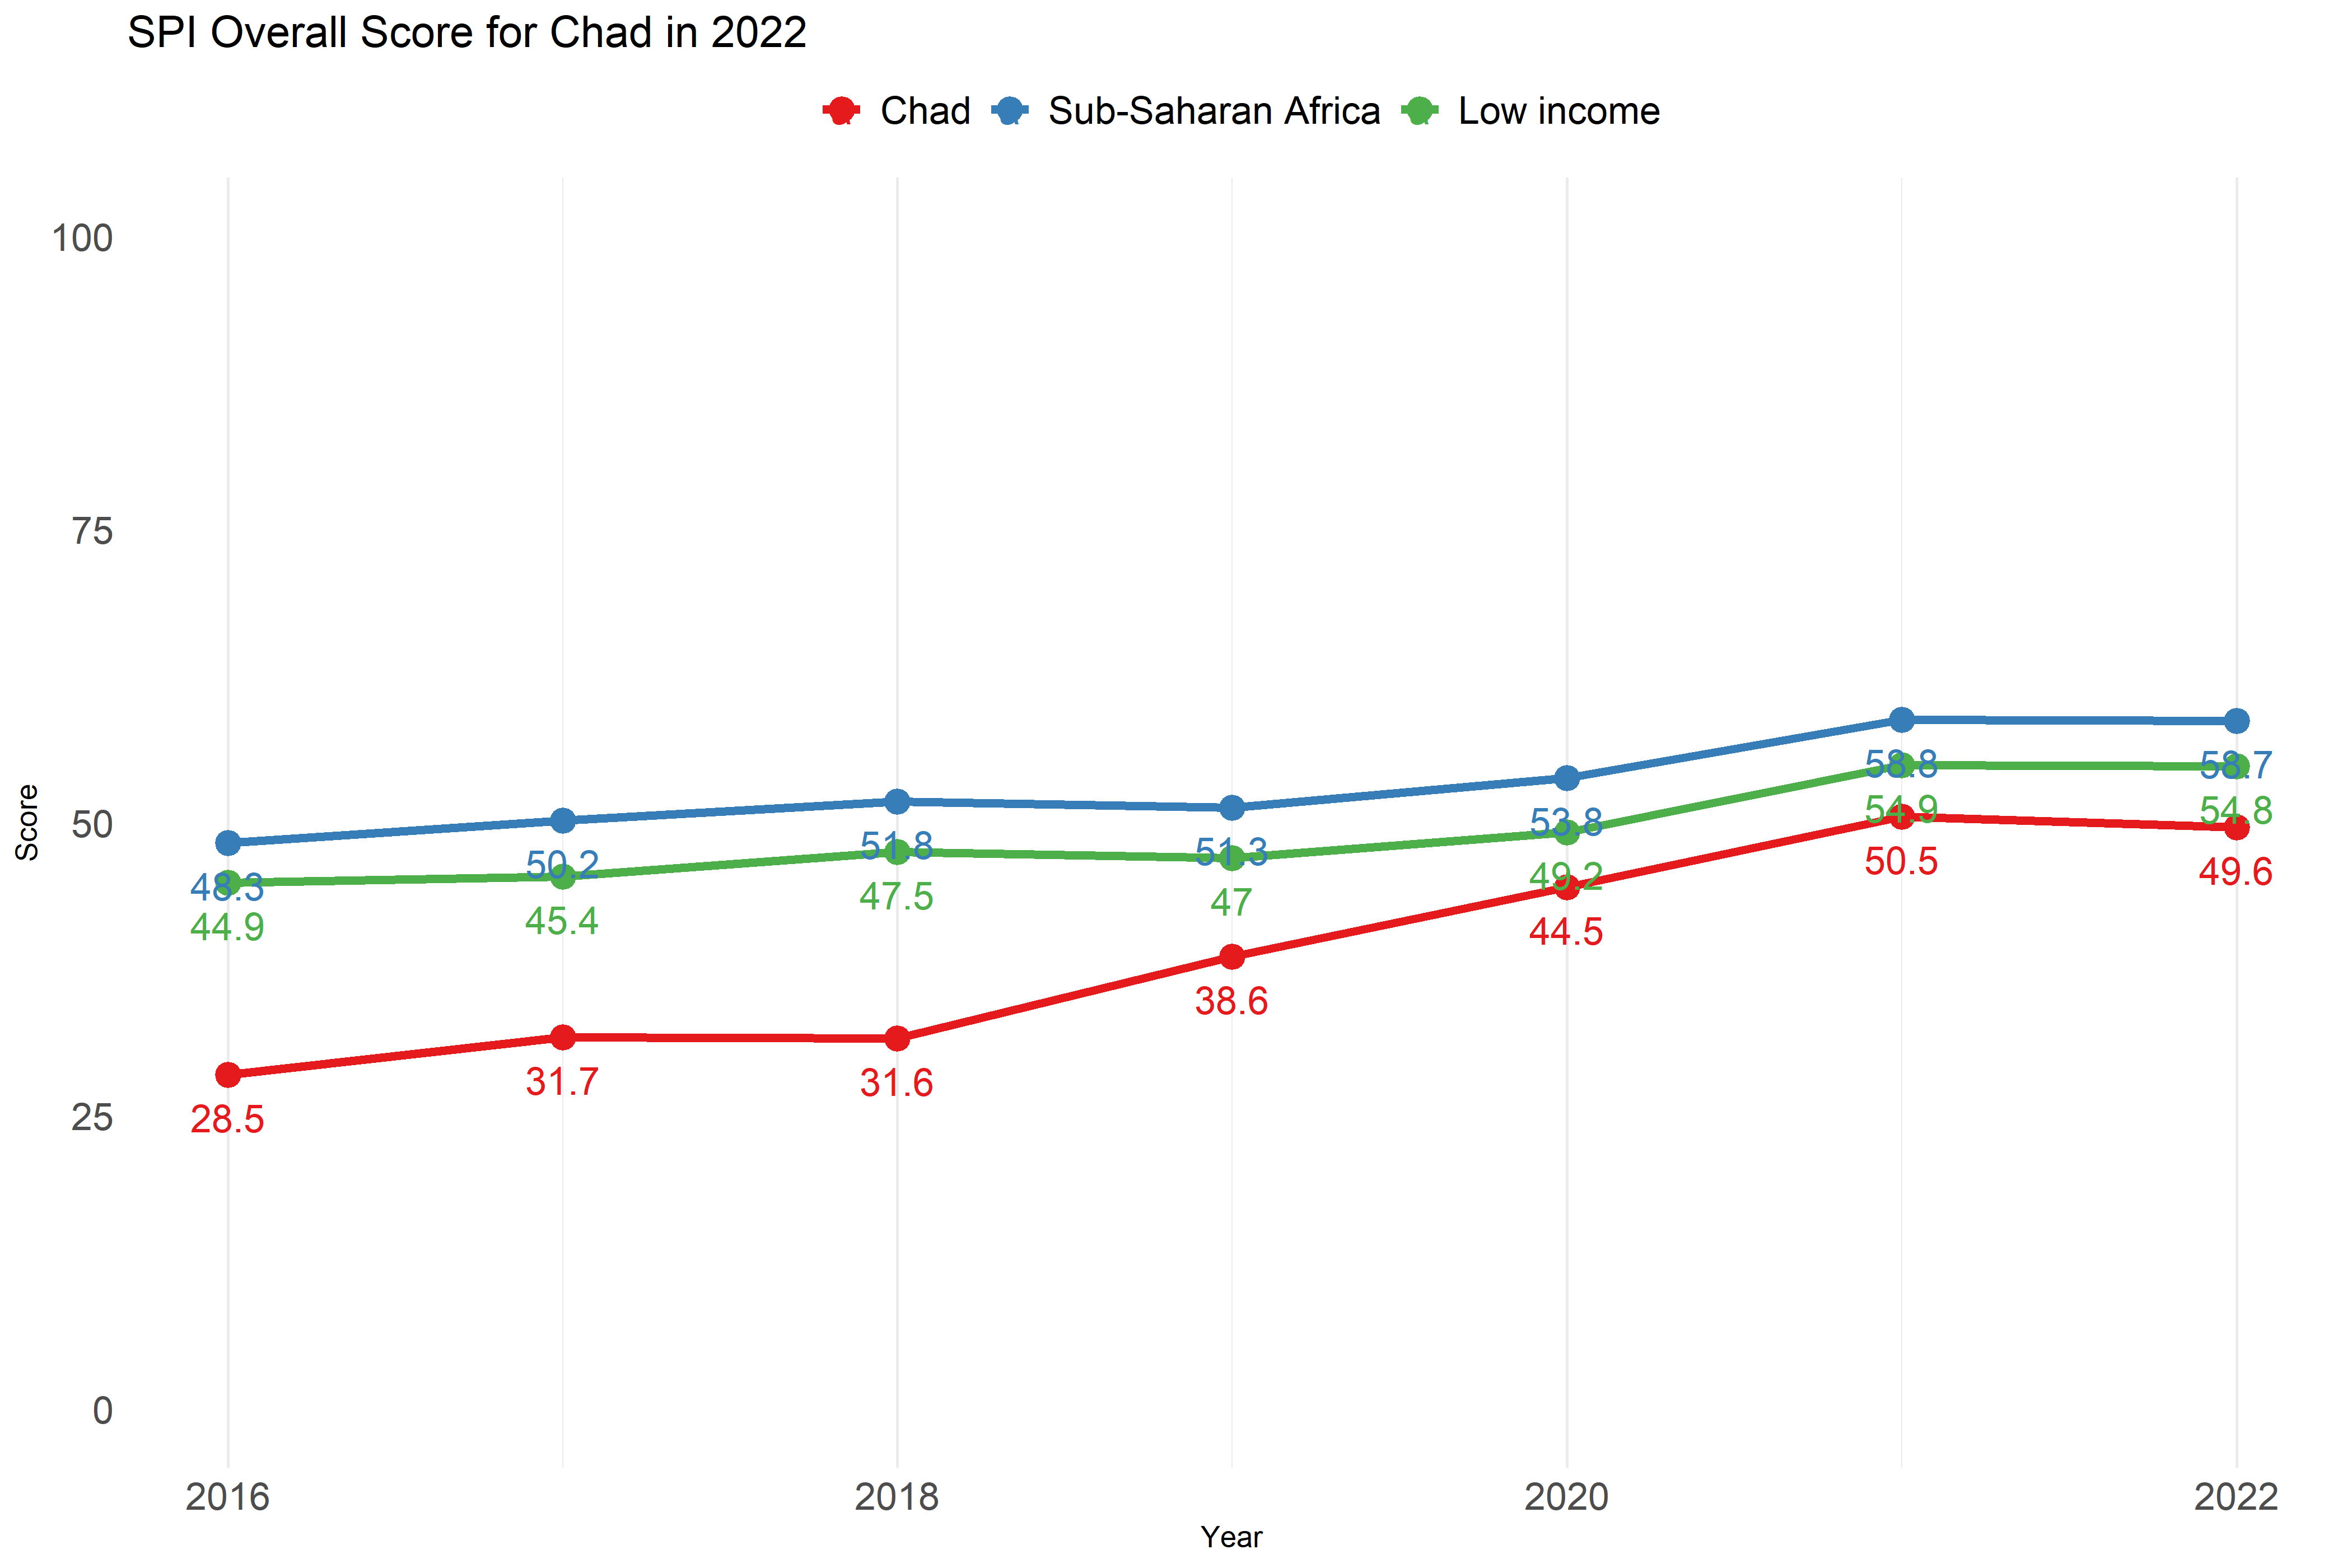 SPI Overall Score for Chad in 2022
Chad Sub-Saharan Africa Low income
100
75
50
25
0
Score
48.3 50.2 51.8 51.3 53.8 58.8 58.7
44.9 45.4 47.5 47 49.2 54.9 54.8
28.5 31.7 31.6 38.6 44.5 50.5 49.6
2016 2018 2020 2022
Year